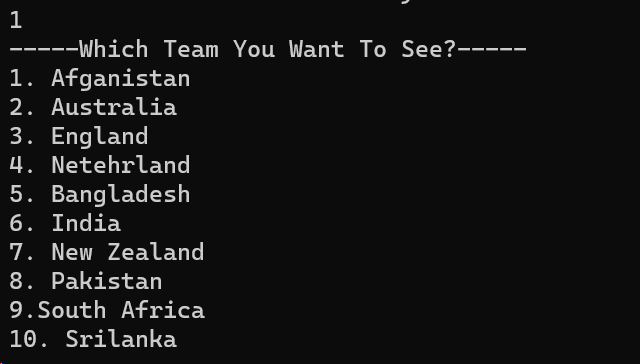 1
-----Which Team You Want To See?-----
1. Afganistan
2. Australia
3. England
4. Netehrland
5. Bangladesh
6. India
7. New Zealand
8. Pakistan
9.South Africa
10. Srilanka